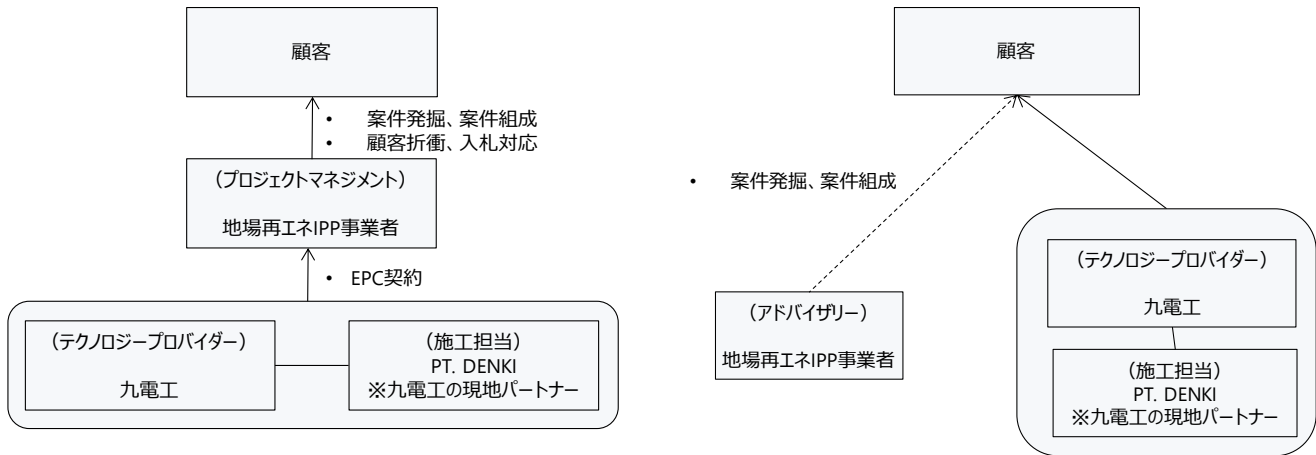 顧客
• 案件発掘、案件組成
• 顧客折衝、入札対応
(プロジェクトマネジメント)
地場再エネIPP事業者
• EPC契約
(テクノロジープロバイダー)
九電工
(施工担当)
PT. DENKI
※九電工の現地パートナー
顧客
• 案件発掘、案件組成
(アドバイザリー)
地場再エネIPP事業者
(テクノロジープロバイダー)
九電工
(施工担当)
PT. DENKI
※九電工の現地パートナー